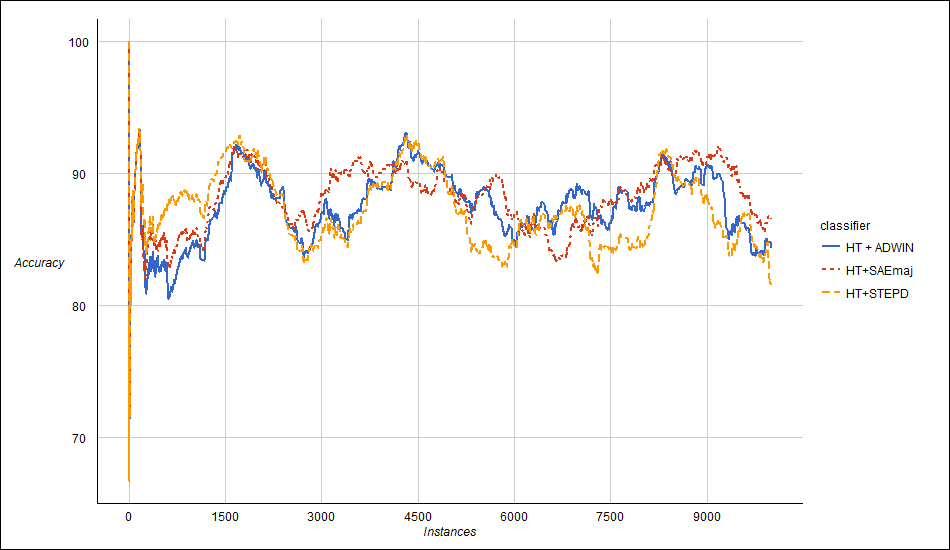 100
90
80
70
Accuracy
0 1500 3000 4500 6000 7500 9000
Instances
classifier
HT + ADWIN
HT+SAEmaj
HT+STEPD